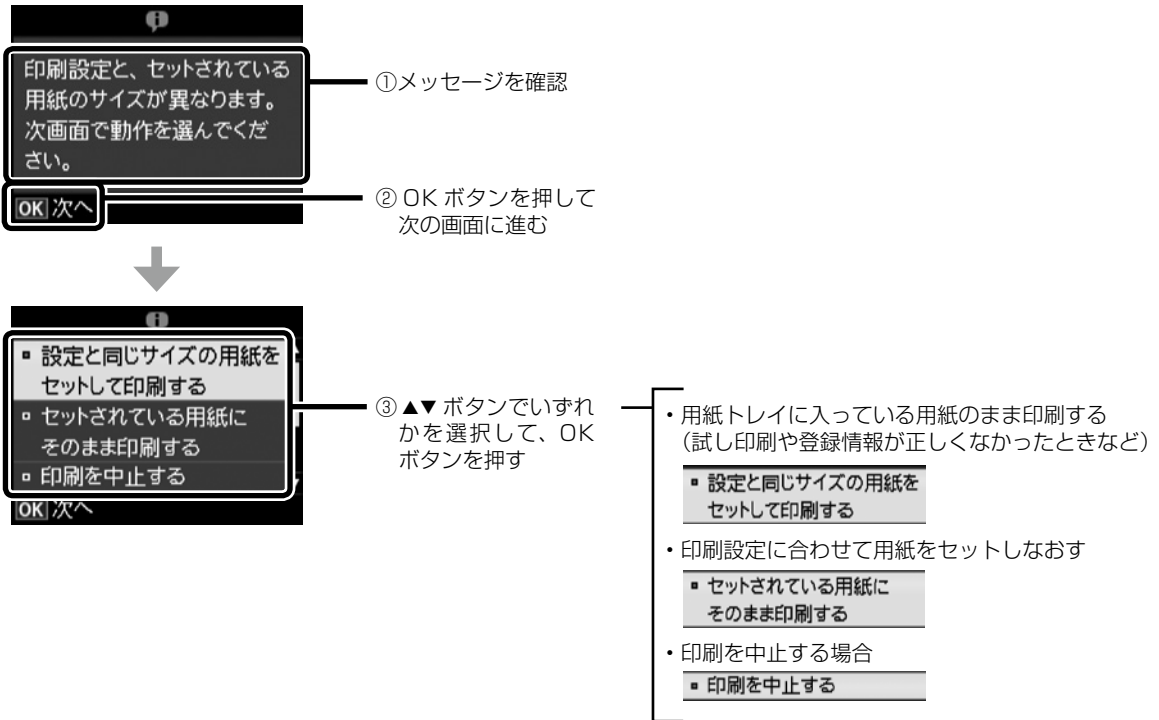 印刷設定と、セットされている
用紙のサイズが異なります。
次画面で動作を選んでくだ
さい。
OK 次へ
①メッセージを確認
② OK ボタンを押して
次の画面に進む
▪ 設定と同じサイズの用紙を
セットして印刷する
▪ セットされている用紙に
そのまま印刷する
▪ 印刷を中止する
OK 次へ
③ ▲▼ ボタンでいずれ
かを選択して、OK
ボタンを押す
・用紙トレイに入っている用紙のまま印刷する
（試し印刷や登録情報が正しくなかったときなど）
▪ 設定と同じサイズの用紙を
セットして印刷する
・印刷設定に合わせて用紙をセットしなおす
▪ セットされている用紙に
そのまま印刷する
・印刷を中止する場合
▪ 印刷を中止する